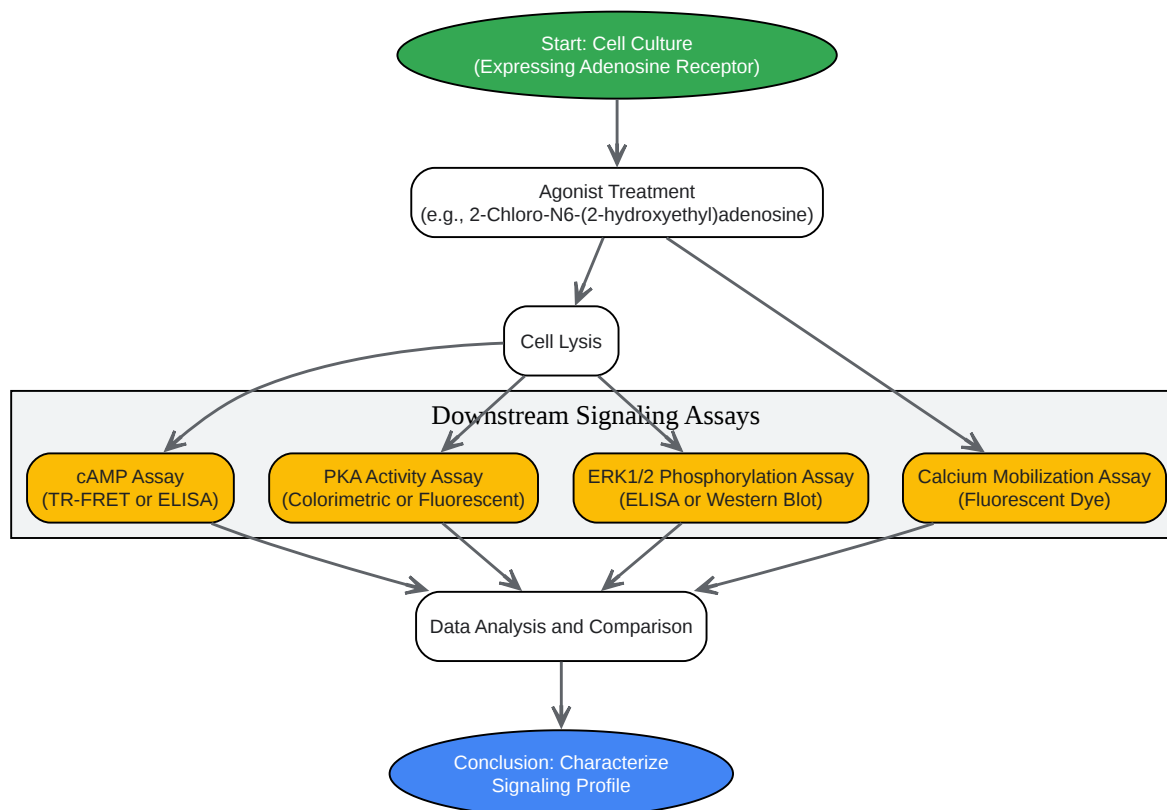 Start: Cell Culture
(Expressing Adenosine Receptor)
Agonist Treatment
(e.g., 2-Chloro-N6-(2-hydroxyethyl)adenosine)
Cell Lysis
Downstream Signaling Assays
cAMP Assay
(TR-FRET or ELISA)
PKA Activity Assay
(Colorimetric or Fluorescent)
ERK1/2 Phosphorylation Assay
(ELISA or Western Blot)
Calcium Mobilization Assay
(Fluorescent Dye)
Data Analysis and Comparison
Conclusion: Characterize
Signaling Profile